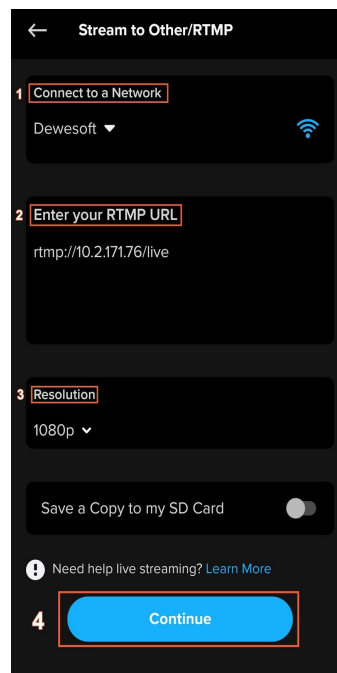 Stream to Other/RTMP
1 Connect to a Network
Dewesoft
2 Enter your RTMP URL
rtmp://10.2.171.76/live
3 Resolution
1080p
Save a Copy to my SD Card
! Need help live streaming? Learn More
4 Continue